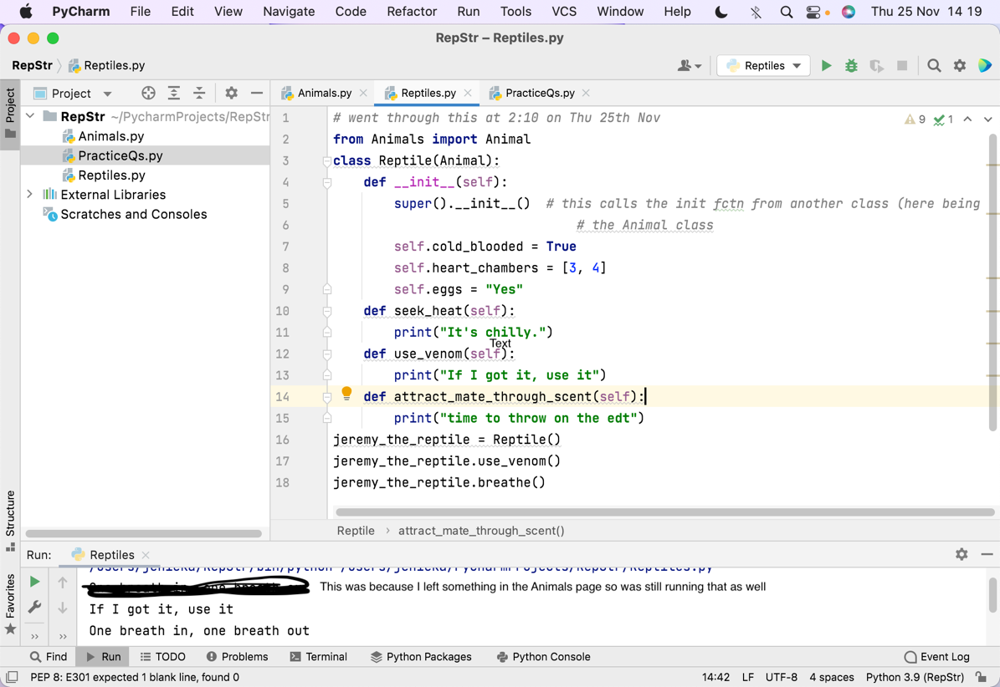 PyCharm File Edit View Navigate Code Refactor Run Tools VCS Window Help Thu 25 Nov 14 19
RepStr – Reptiles.py
RepStr Reptiles.py Reptiles
Project
Project
RepStr ~/PycharmProjects/RepStr
Animals.py
PracticeQs.py
Reptiles.py
External Libraries
Scratches and Consoles
Animals.py Reptiles.py PracticeQs.py
9 1
1 # went through this at 2:10 on Thu 25th Nov
2 from Animals import Animal
3 class Reptile(Animal):
4 def __init__(self):
5 super().__init__() # this calls the init fctn from another class (here being
6 # the Animal class
7 self.cold_blooded = True
8 self.heart_chambers = [3, 4]
9 self.eggs = "Yes"
10 def seek_heat(self):
11 print("It's chilly.")
Text
12 def use_venom(self):
13 print("If I got it, use it")
14 def attract_mate_through_scent(self):
15 print("time to throw on the edt")
16 jeremy_the_reptile = Reptile()
17 jeremy_the_reptile.use_venom()
18 jeremy_the_reptile.breathe()
Reptile › attract_mate_through_scent()
Structure
Favorites
Run: Reptiles
This was because I left something in the Animals page so was still running that as well
If I got it, use it
One breath in, one breath out
Find Run TODO Problems Terminal Python Packages Python Console Event Log
PEP 8: E301 expected 1 blank line, found 0 14:42 LF UTF-8 4 spaces Python 3.9 (RepStr)